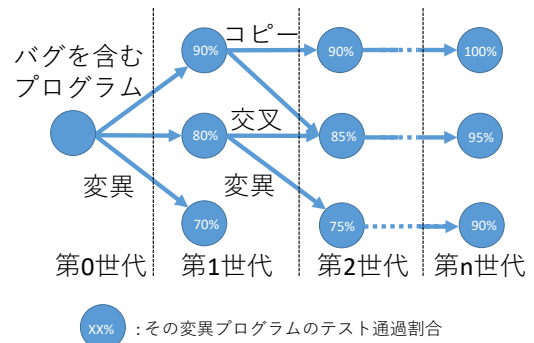 バグを含む
プログラム
コピー
90%
90%
100%
交叉
80%
85%
95%
変異
変異
70%
75%
90%
第0世代
第1世代
第2世代
第n世代
XX%
：その変異プログラムのテスト通過割合